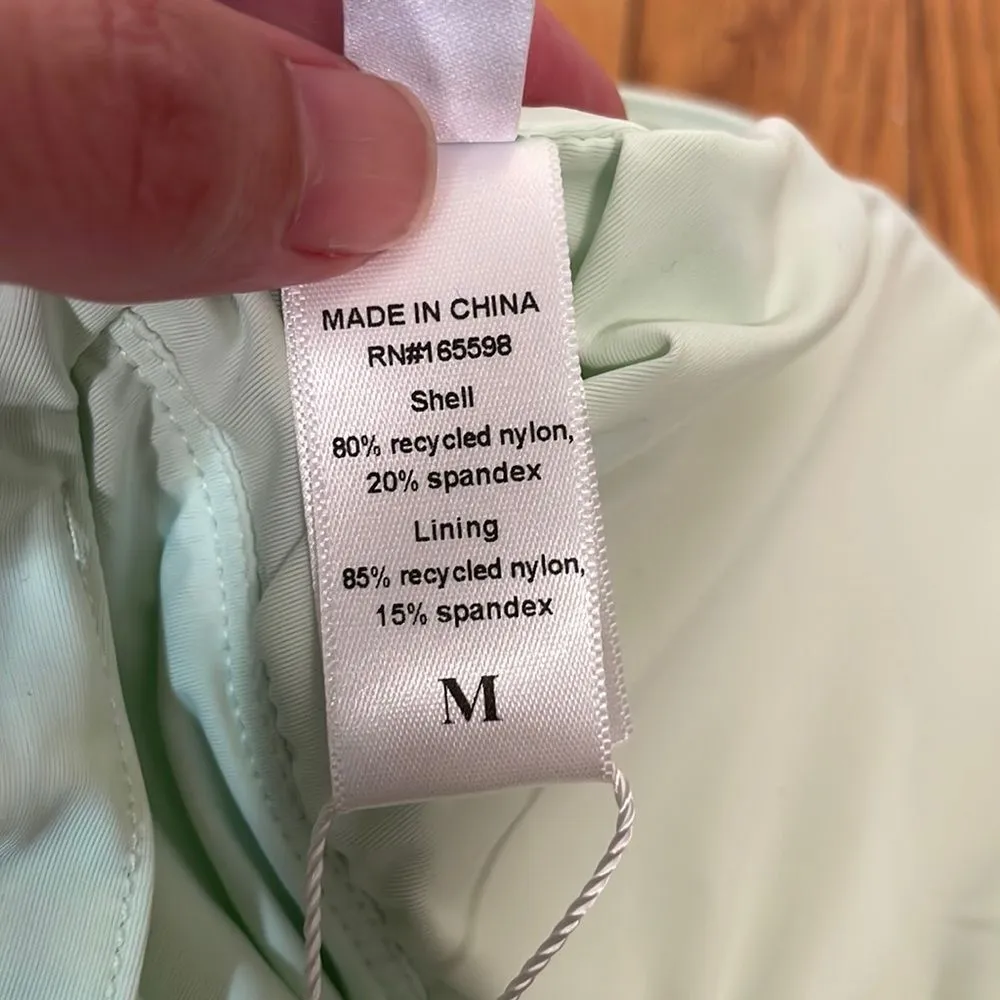 MADE IN CHINA
RN#165598
Shell
80% recycled nylon,
20% spandex
Lining
85% recycled nylon,
15% spandex
M